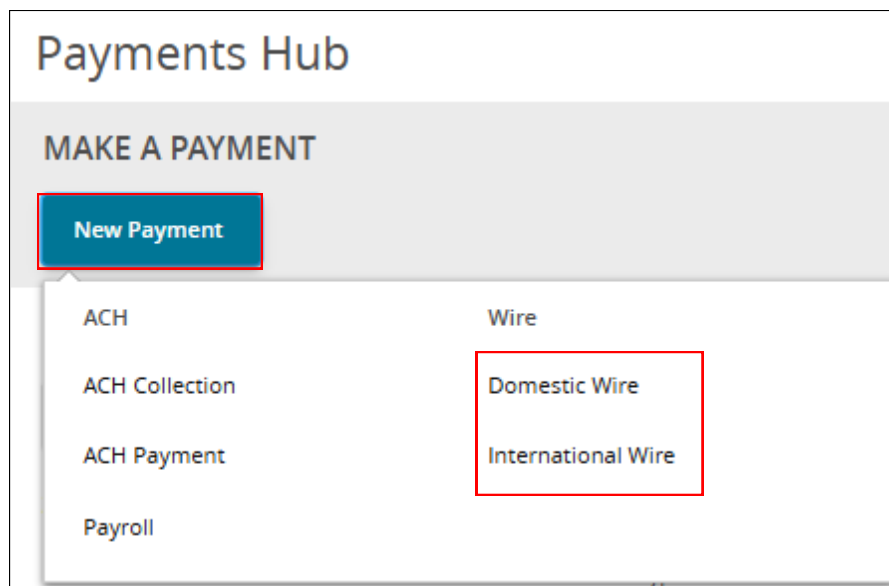 Payments Hub
MAKE A PAYMENT
New Payment
ACH
Wire
ACH Collection
Domestic Wire
ACH Payment
International Wire
Payroll